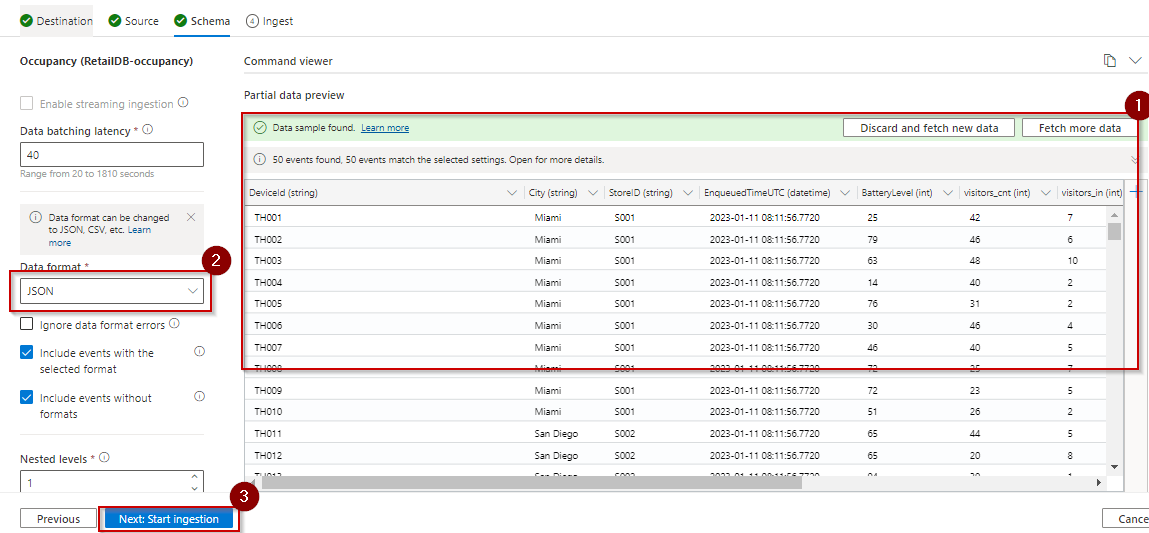 Destination Source Schema 4 Ingest
Occupancy (RetailDB-occupancy)
Enable streaming ingestion
Data batching latency *
40
Range from 20 to 1810 seconds
Data format can be changed
to JSON, CSV, etc. Learn
more
2
Data format *
JSON
Ignore data format errors
Include events with the
selected format
Include events without
formats
Nested levels *
1
Command viewer
Partial data preview
1
Data sample found. Learn more Discard and fetch new data Fetch more data
50 events found, 50 events match the selected settings. Open for more details.
DeviceId (string) City (string) StoreID (string) EnqueuedTimeUTC (datetime) BatteryLevel (int) visitors_cnt (int) visitors_in (int)
TH001 Miami S001 2023-01-11 08:11:56.7720 25 42 7
TH002 Miami S001 2023-01-11 08:11:56.7720 79 46 6
TH003 Miami S001 2023-01-11 08:11:56.7720 63 48 10
TH004 Miami S001 2023-01-11 08:11:56.7720 14 40 2
TH005 Miami S001 2023-01-11 08:11:56.7720 76 31 2
TH006 Miami S001 2023-01-11 08:11:56.7720 30 46 4
TH007 Miami S001 2023-01-11 08:11:56.7720 46 40 5
TH008 Miami S001 2023-01-11 08:11:56.7720 72 25 7
TH009 Miami S001 2023-01-11 08:11:56.7720 72 23 5
TH010 Miami S001 2023-01-11 08:11:56.7720 51 26 2
TH011 San Diego S002 2023-01-11 08:11:56.7720 65 44 5
TH012 San Diego S002 2023-01-11 08:11:56.7720 65 20 8
3
Previous Next: Start ingestion Cance